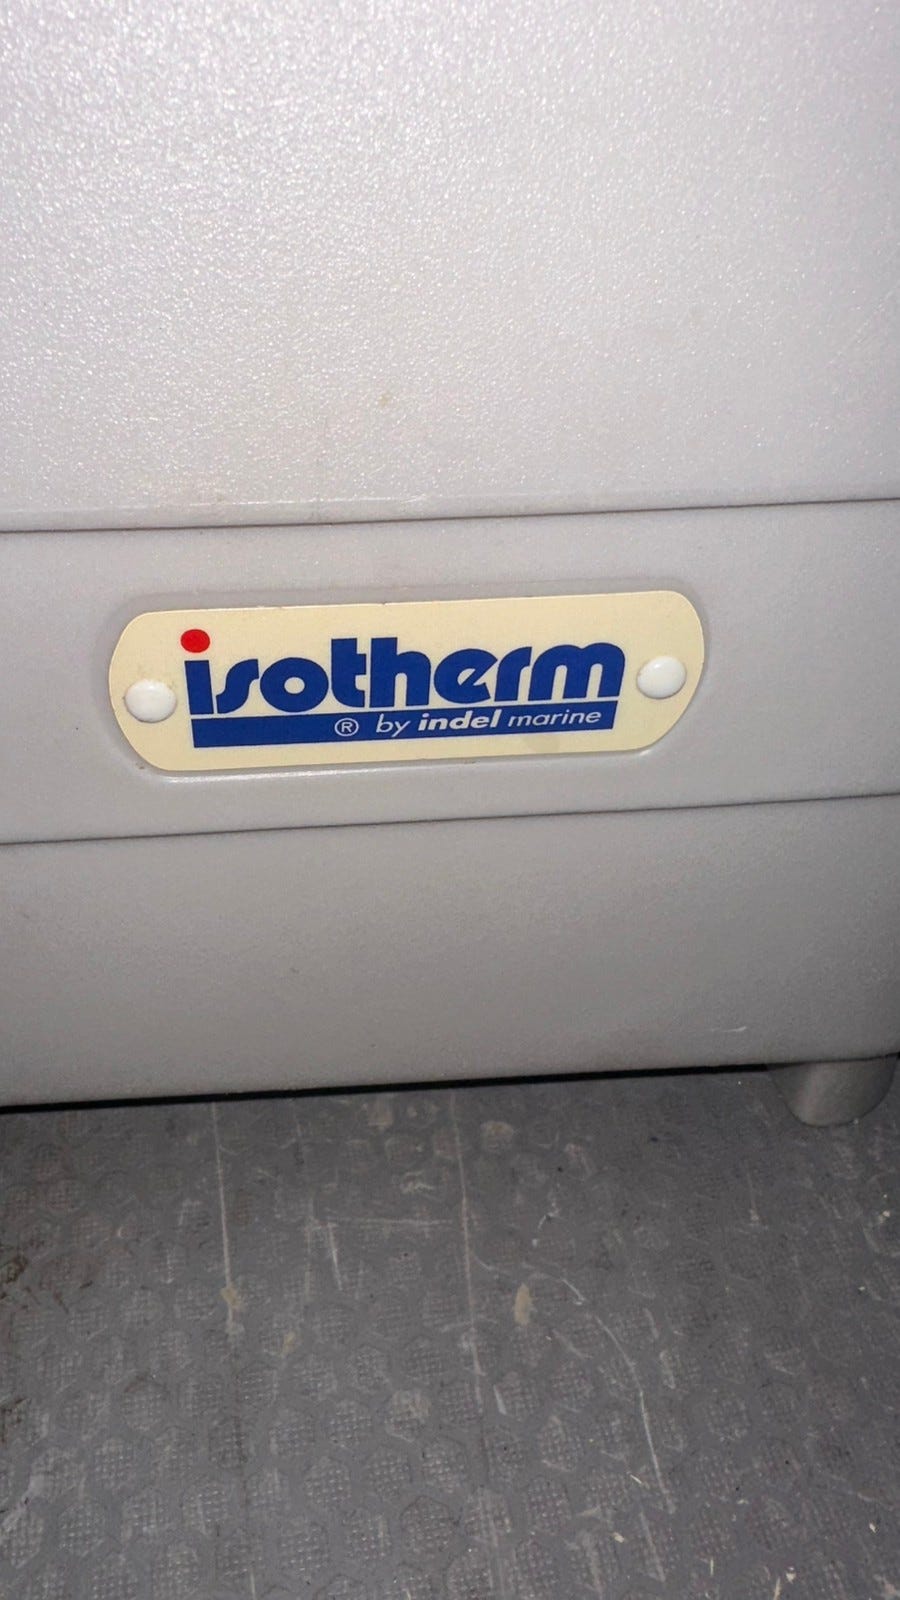 isotherm
® by indel marine